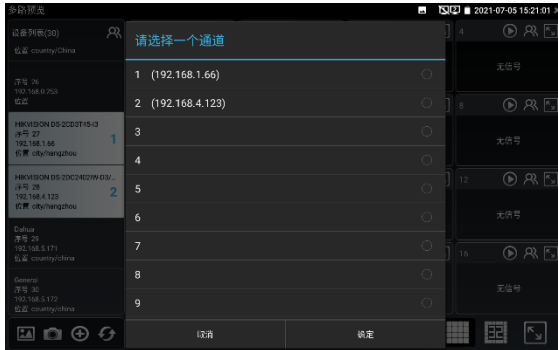 多路预览
2021-07-05 15:21:01
设备列表(30)
位置 country/China
序号 26
192.168.0.253
位置
HIKVISION DS-2CD3T45-I3
序号 27
192.168.1.66
位置 city/hangzhou
1
HIKVISION DS-2DC2402IW-D3/...
序号 28
192.168.4.123
位置 city/hangzhou
2
Dahua
序号 29
192.168.5.171
位置 country/china
General
序号 30
192.168.5.172
位置 country/china
请选择一个通道
1 (192.168.1.66)
2 (192.168.4.123)
3
4
5
6
7
8
9
取消
确定
4
无信号
8
无信号
12
无信号
16
无信号
32